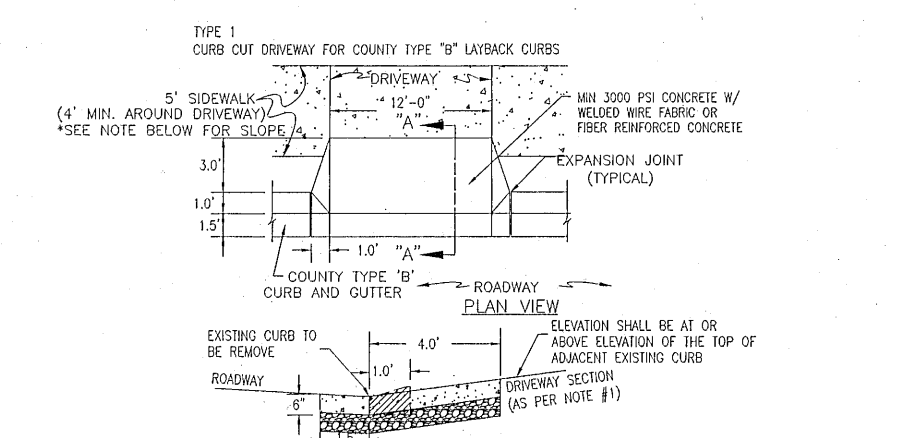 TYPE 1
CURB CUT DRIVEWAY FOR COUNTY TYPE "B" LAYBACK CURBS
DRIVEWAY
5' SIDEWALK
(4' MIN. AROUND DRIVEWAY)
*SEE NOTE BELOW FOR SLOPE
12'-0"
"A"
MIN 3000 PSI CONCRETE W/
WELDED WIRE FABRIC OR
FIBER REINFORCED CONCRETE
3.0'
EXPANSION JOINT
(TYPICAL)
1.0'
1.5'
1.0'
"A"
COUNTY TYPE 'B'
CURB AND GUTTER
ROADWAY
PLAN VIEW
EXISTING CURB TO
BE REMOVE
4.0'
ELEVATION SHALL BE AT OR
ABOVE ELEVATION OF THE TOP OF
ADJACENT EXISTING CURB
1.0'
ROADWAY
DRIVEWAY SECTION
(AS PER NOTE #1)
6"
1.5'